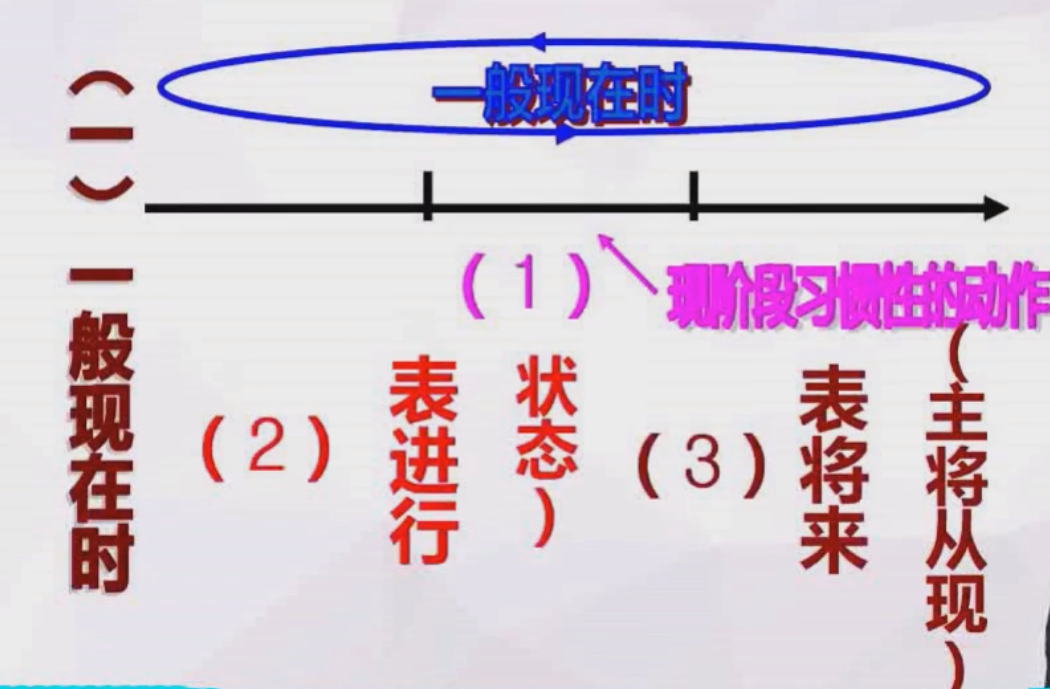 （一）一般现在时
一般现在时
（1）
现阶段习惯性的动作
（2）
表进行
状态）
（3）
表将来
（主将从现）